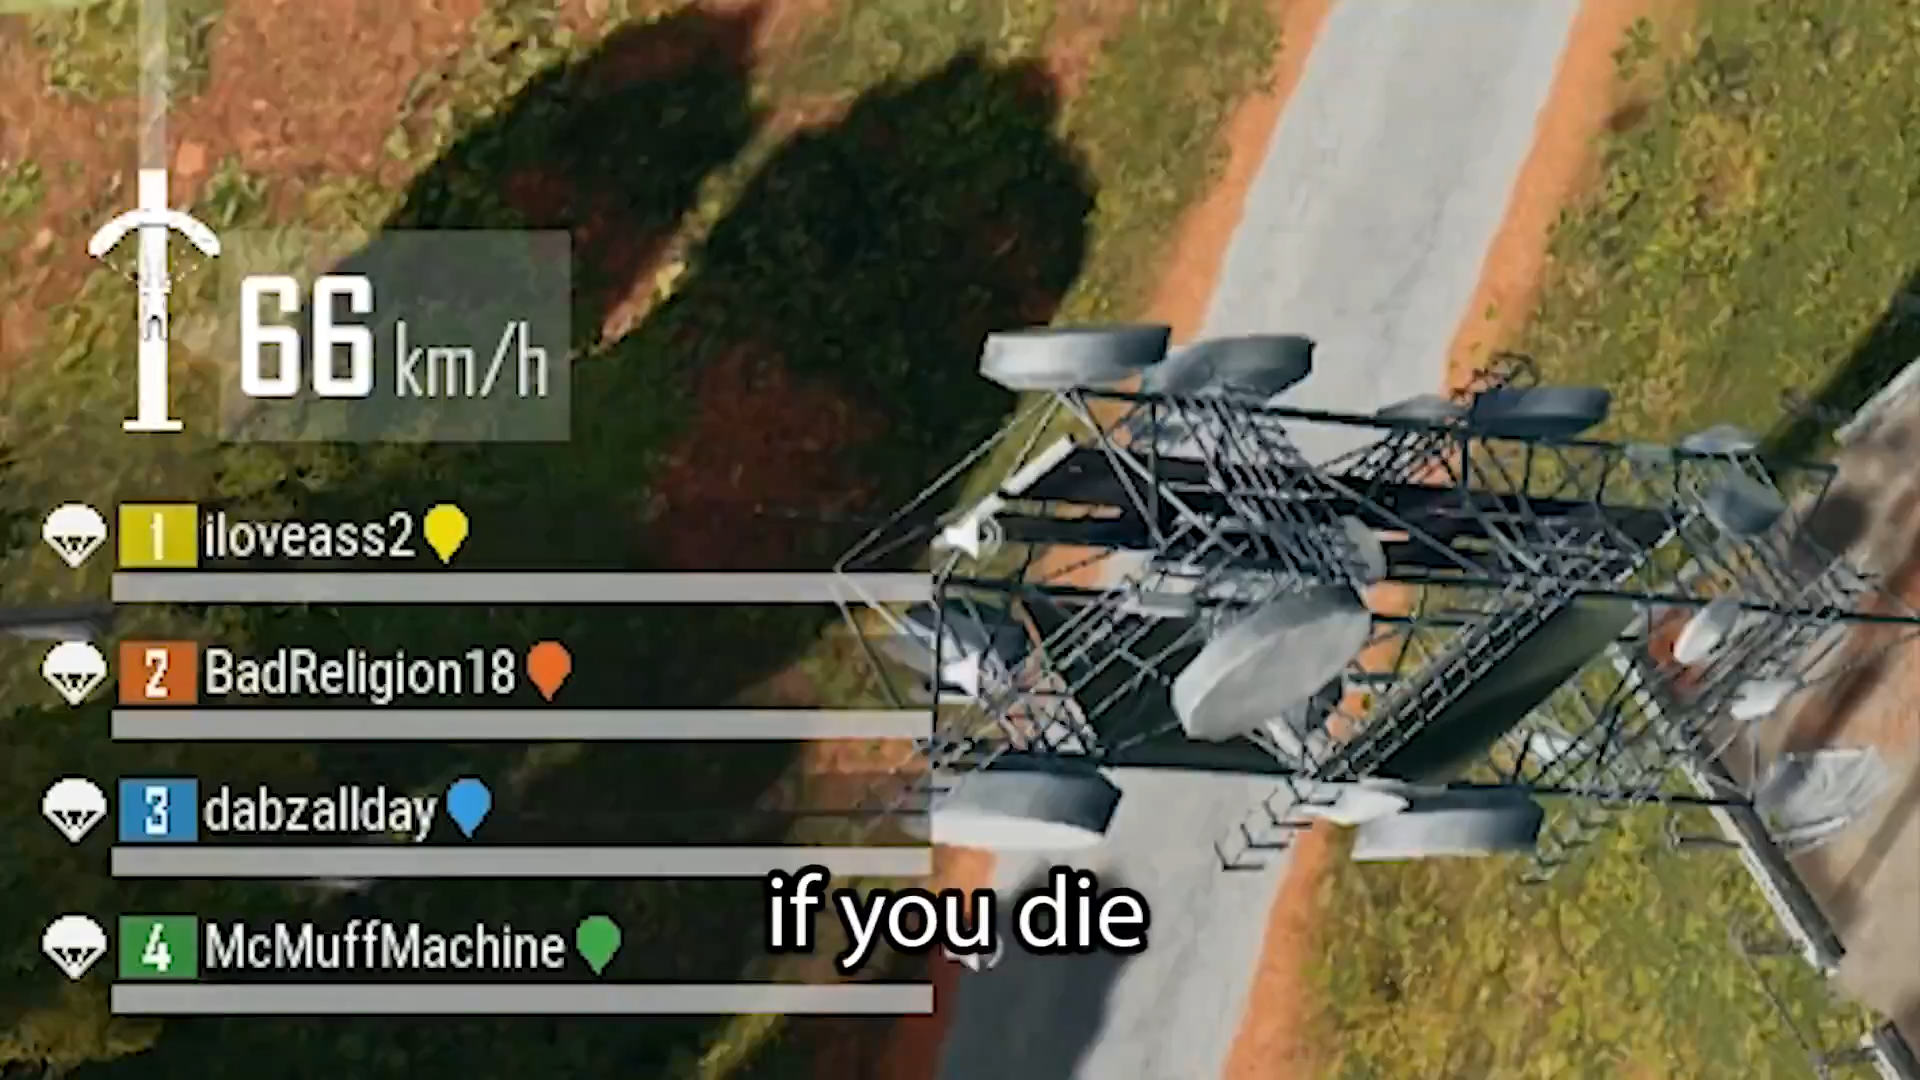 66 km/h
1 iloveass2
2 BadReligion18
3 dabzallday
4 McMuffMachine
if you die